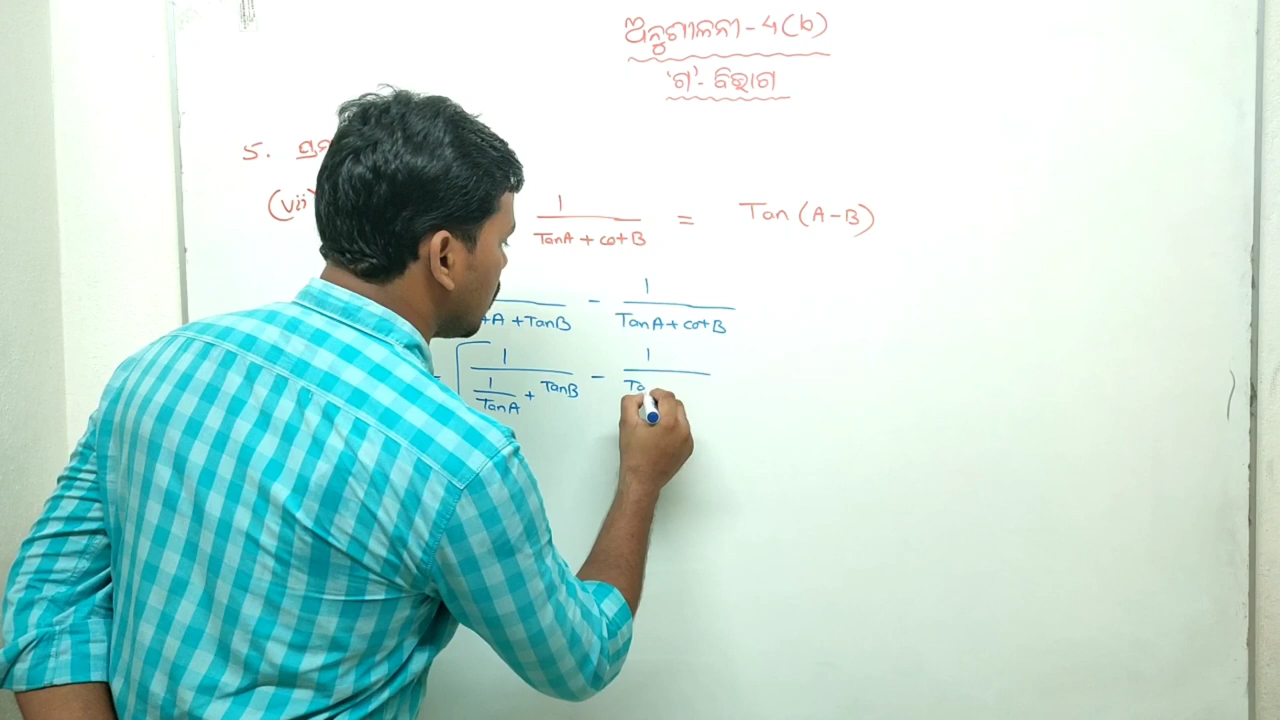 ଅନୁଶୀଳନୀ - 4(b)
'ଗ' - ବିଭାଗ
5.
(vii) 1/(TanA + cotB) = Tan (A-B)
+A + TanB - 1/(TanA + cotB)
[ 1/(1/TanA + TanB) - 1/Ta